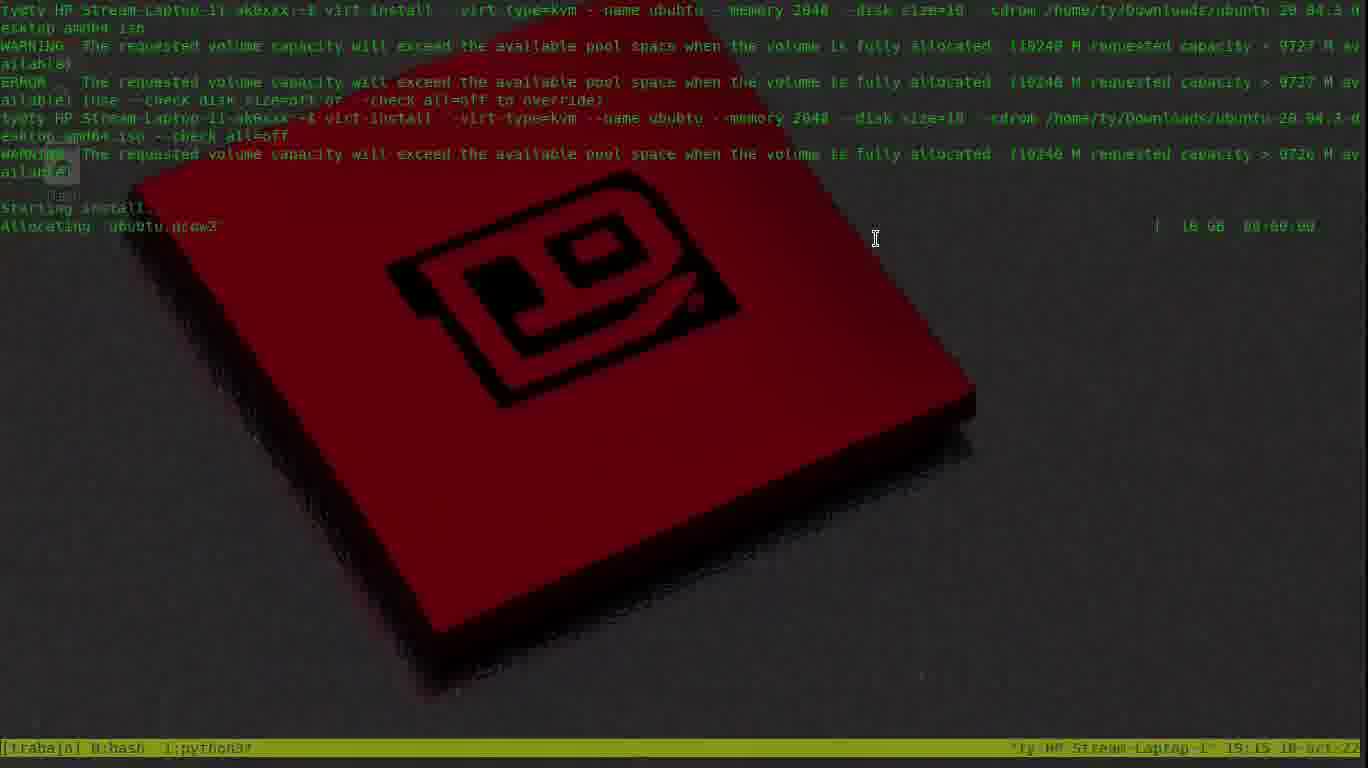 ty@ty-HP-Stream-Laptop-11-ak0xxx:~$ virt-install --virt-type=kvm --name ububtu --memory 2048 --disk size=10 --cdrom /home/ty/Downloads/ubuntu-20.04.3-d
esktop-amd64.iso
WARNING  The requested volume capacity will exceed the available pool space when the volume is fully allocated. (10240 M requested capacity > 9727 M av
ailable)
ERROR    The requested volume capacity will exceed the available pool space when the volume is fully allocated. (10240 M requested capacity > 9727 M av
ailable) (Use --check disk_size=off or --check all=off to override)
ty@ty-HP-Stream-Laptop-11-ak0xxx:~$ virt-install --virt-type=kvm --name ububtu --memory 2048 --disk size=10 --cdrom /home/ty/Downloads/ubuntu-20.04.3-d
esktop-amd64.iso --check all=off
WARNING  The requested volume capacity will exceed the available pool space when the volume is fully allocated. (10240 M requested capacity > 9726 M av
ailable)
Starting install...
Allocating 'ububtu.qcow2' | 10 GB 00:00:00
[trabajo] 0:bash- 1:python3* "ty-HP-Stream-Laptop-1" 19:15 10-oct-22